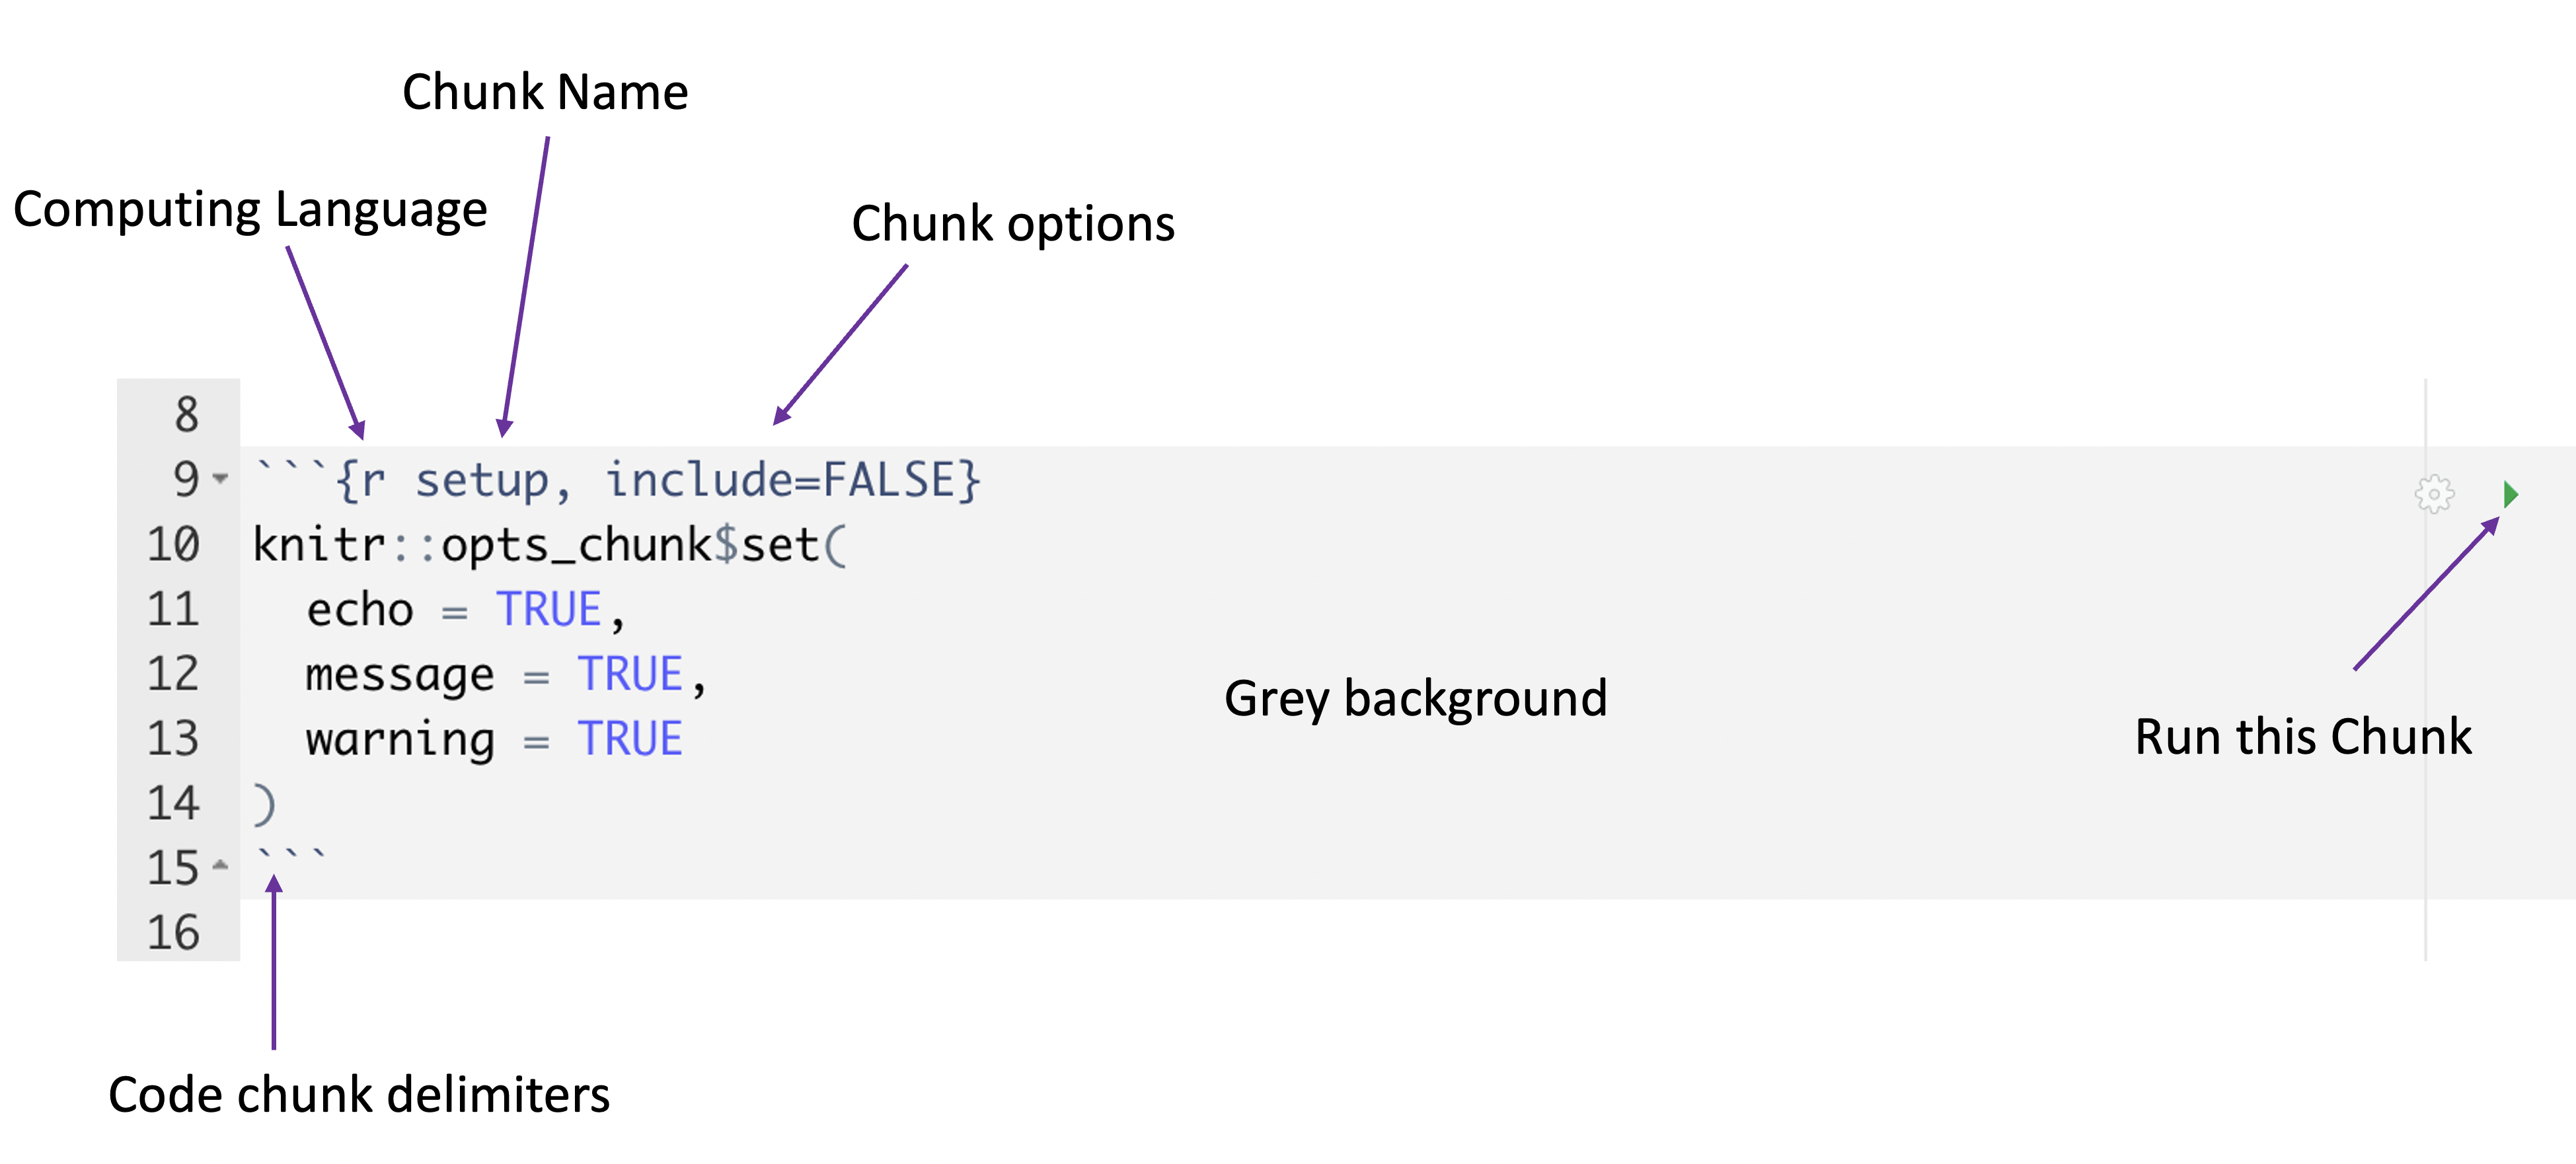 Chunk Name
Computing Language
Chunk options
8
9 ```{r setup, include=FALSE}
10 knitr::opts_chunk$set(
11   echo = TRUE,
12   message = TRUE,
13   warning = TRUE
Grey background
Run this Chunk
14 )
15 ```
16
Code chunk delimiters